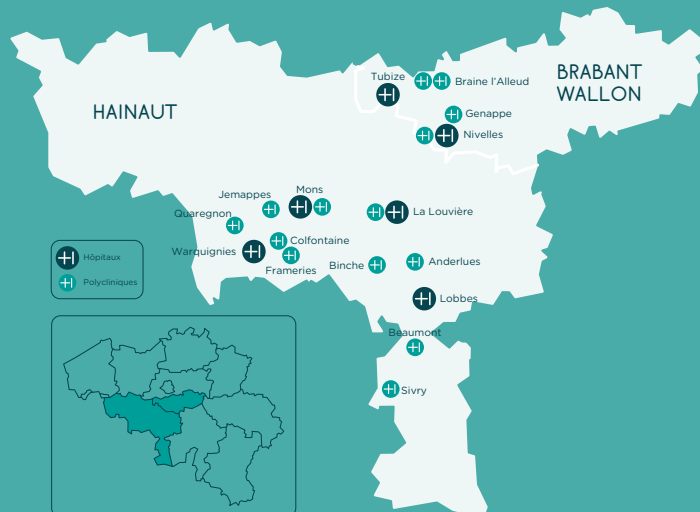 Tubize
Braine l'Alleud
BRABANT
WALLON
HAINAUT
Genappe
Nivelles
Mons
Jemappes
Quaregnon
La Louvière
Colfontaine
Warquignies
Frameries
Binche
Anderlues
Hôpitaux
Polycliniques
Lobbes
Beaumont
Sivry